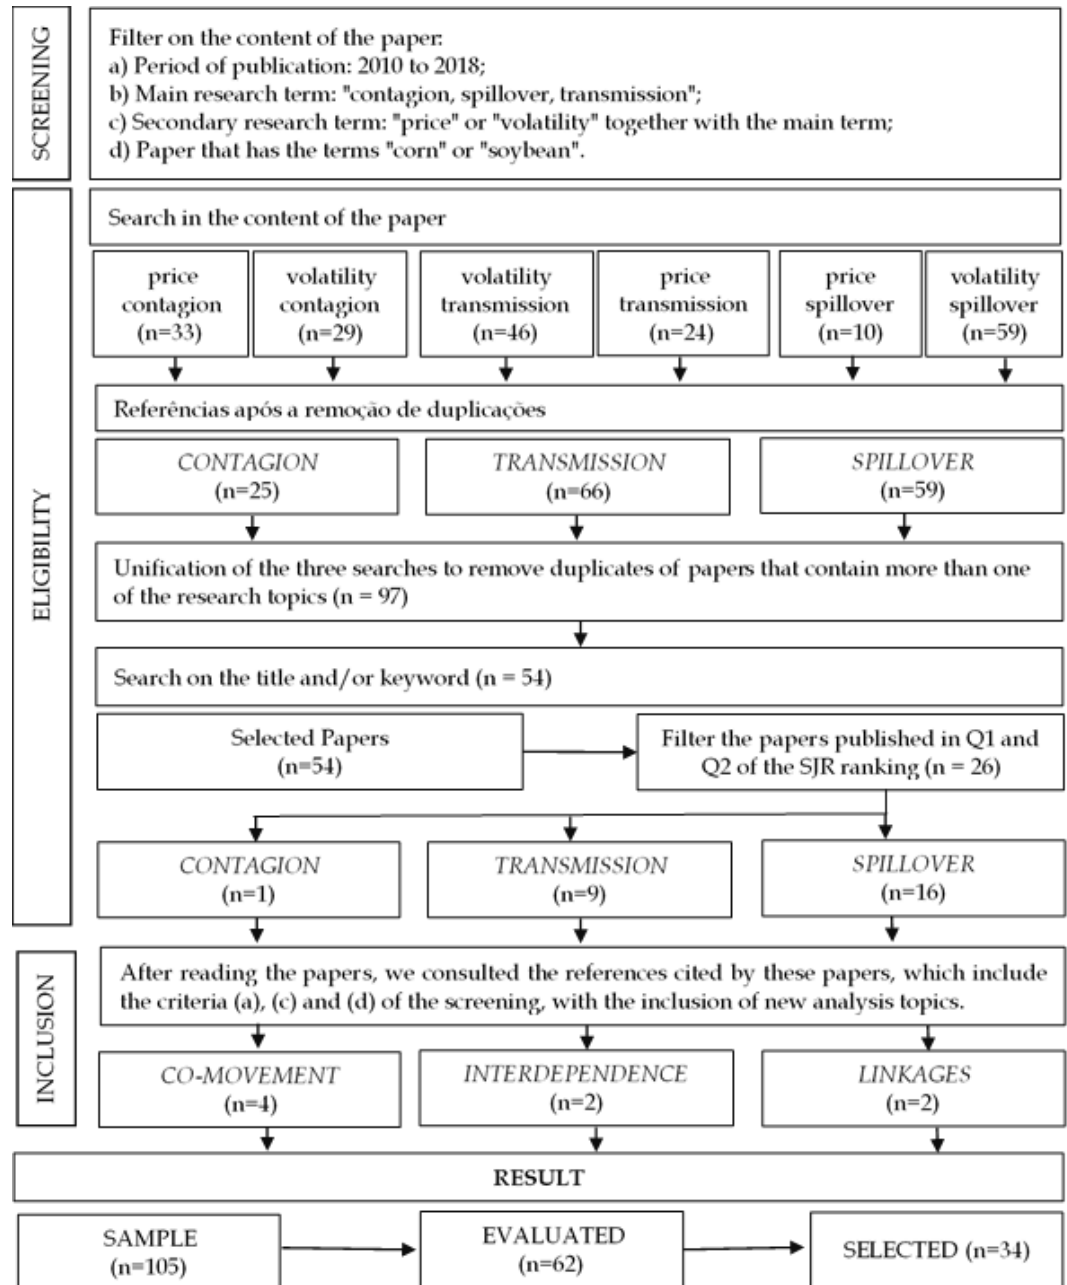 SCREENING
Filter on the content of the paper:
a) Period of publication: 2010 to 2018;
b) Main research term: "contagion, spillover, transmission";
c) Secondary research term: "price" or "volatility" together with the main term;
d) Paper that has the terms "corn" or "soybean".
ELIGIBILITY
Search in the content of the paper
price
contagion
(n=33)
volatility
contagion
(n=29)
volatility
transmission
(n=46)
price
transmission
(n=24)
price
spillover
(n=10)
volatility
spillover
(n=59)
Referências após a remoção de duplicações
CONTAGION
(n=25)
TRANSMISSION
(n=66)
SPILLOVER
(n=59)
Unification of the three searches to remove duplicates of papers that contain more than one
of the research topics (n = 97)
Search on the title and/or keyword (n = 54)
Selected Papers
(n=54)
Filter the papers published in Q1 and
Q2 of the SJR ranking (n = 26)
CONTAGION
(n=1)
TRANSMISSION
(n=9)
SPILLOVER
(n=16)
INCLUSION
After reading the papers, we consulted the references cited by these papers, which include
the criteria (a), (c) and (d) of the screening, with the inclusion of new analysis topics.
CO-MOVEMENT
(n=4)
INTERDEPENDENCE
(n=2)
LINKAGES
(n=2)
RESULT
SAMPLE
(n=105)
EVALUATED
(n=62)
SELECTED (n=34)